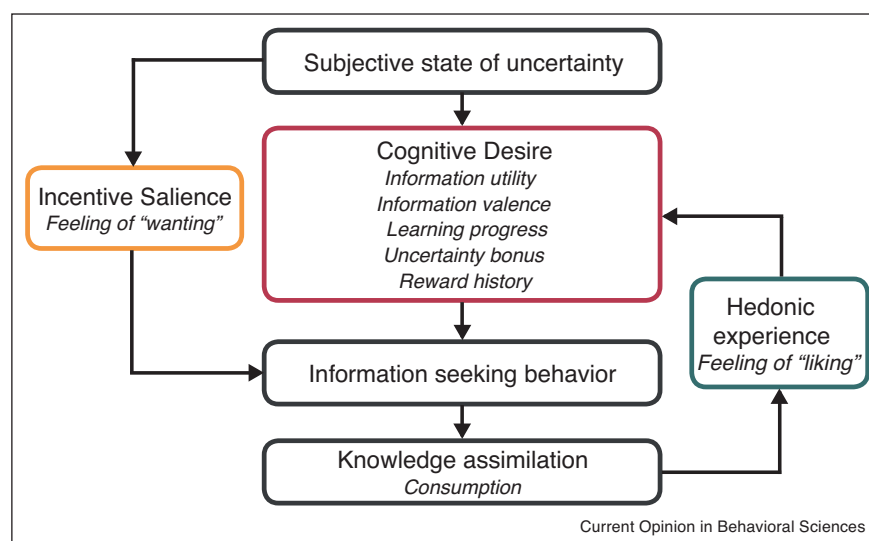 Subjective state of uncertainty
Cognitive Desire
Information utility
Information valence
Learning progress
Uncertainty bonus
Reward history
Incentive Salience
Feeling of “wanting”
Hedonic
experience
Feeling of “liking”
Information seeking behavior
Knowledge assimilation
Consumption
Current Opinion in Behavioral Sciences